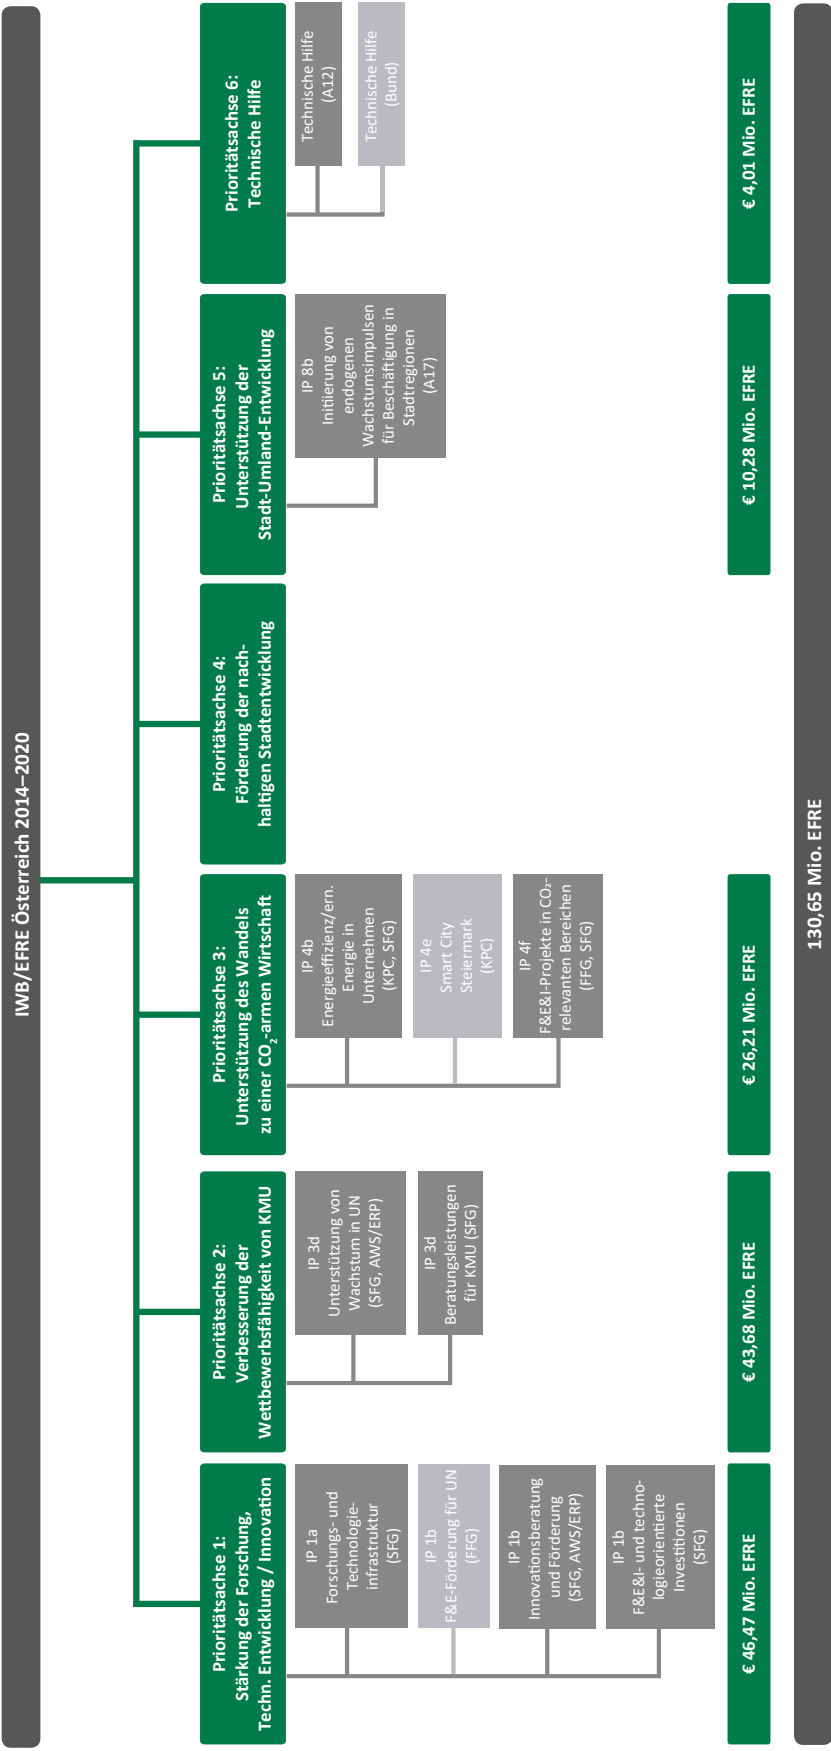 IWB/EFRE Österreich 2014–2020
Prioritätsachse 1:
Stärkung der Forschung,
Techn. Entwicklung / Innovation
IP 1a
Forschungs- und
Technologie-
infrastruktur
(SFG)
IP 1b
F&E-Förderung für UN
(FFG)
IP 1b
Innovationsberatung
und Förderung
(SFG, AWS/ERP)
IP 1b
F&E&I- und techno-
logieorientierte
Investitionen
(SFG)
€ 46,47 Mio. EFRE
Prioritätsachse 2:
Verbesserung der
Wettbewerbsfähigkeit von KMU
IP 3d
Unterstützung von
Wachstum in UN
(SFG, AWS/ERP)
IP 3d
Beratungsleistungen
für KMU (SFG)
€ 43,68 Mio. EFRE
Prioritätsachse 3:
Unterstützung des Wandels
zu einer CO₂-armen Wirtschaft
IP 4b
Energieeffizienz/ern.
Energie in
Unternehmen
(KPC, SFG)
IP 4e
Smart City
Steiermark
(KPC)
IP 4f
F&E&I-Projekte in CO₂-
relevanten Bereichen
(FFG, SFG)
€ 26,21 Mio. EFRE
Prioritätsachse 4:
Förderung der nach-
haltigen Stadtentwicklung
Prioritätsachse 5:
Unterstützung der
Stadt-Umland-Entwicklung
IP 8b
Initiierung von
endogenen
Wachstumsimpulsen
für Beschäftigung in
Stadtregionen
(A17)
€ 10,28 Mio. EFRE
Prioritätsachse 6:
Technische Hilfe
Technische Hilfe
(A12)
Technische Hilfe
(Bund)
€ 4,01 Mio. EFRE
130,65 Mio. EFRE